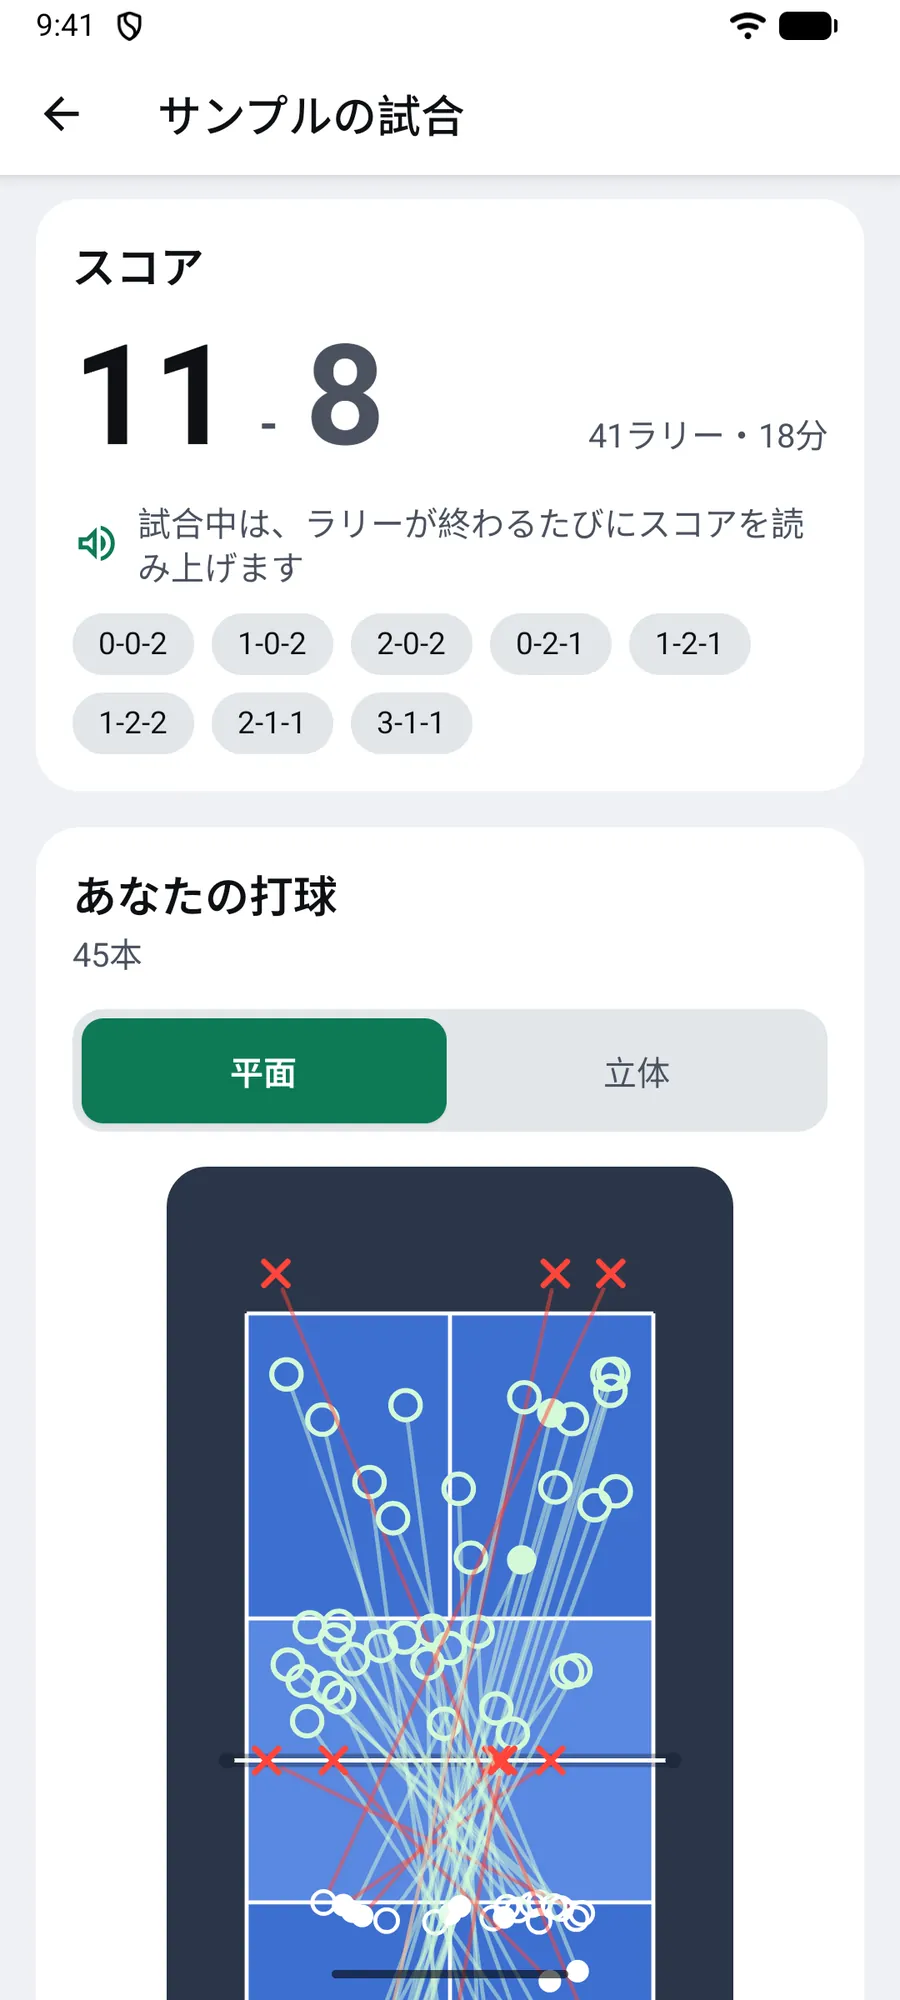 9:41
サンプルの試合
スコア
11 - 8
41ラリー・18分
試合中は、ラリーが終わるたびにスコアを読
み上げます
0-0-2 1-0-2 2-0-2 0-2-1 1-2-1
1-2-2 2-1-1 3-1-1
あなたの打球
45本
平面 立体